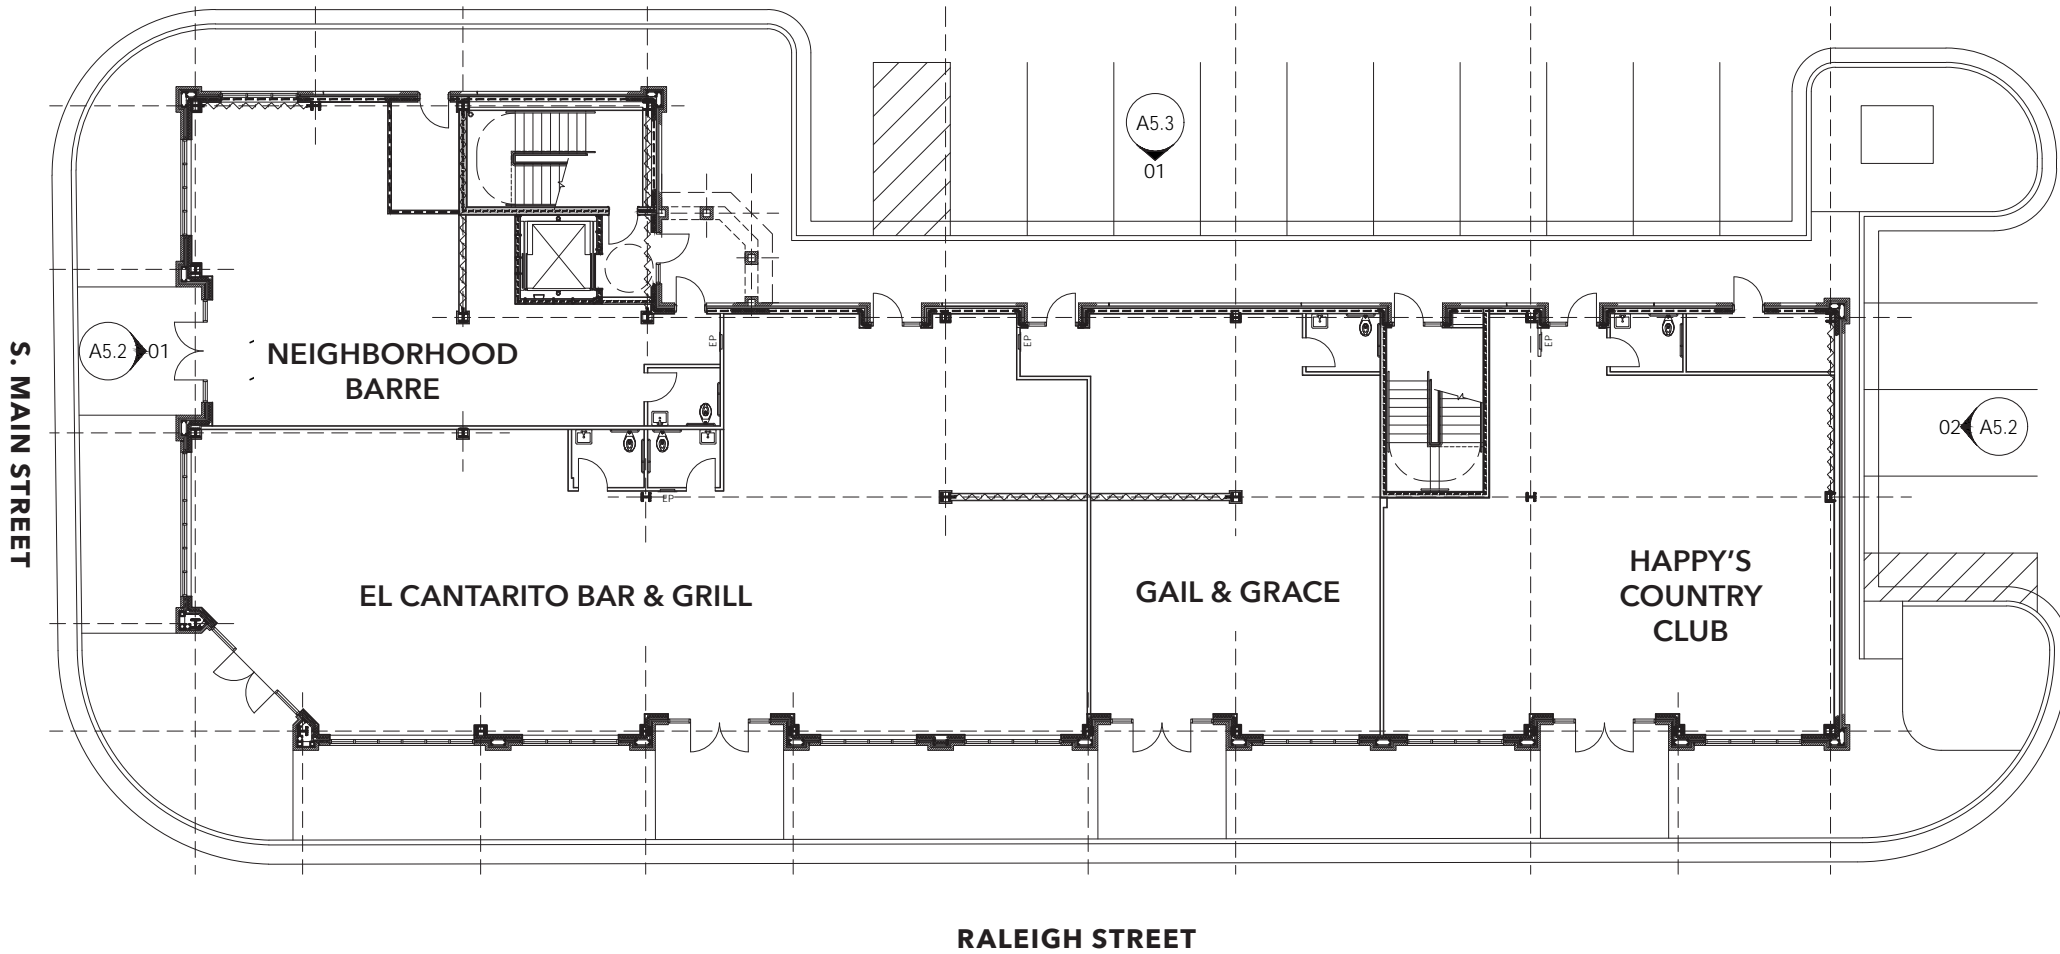 A5.3
01
S. MAIN STREET
A5.2
01
NEIGHBORHOOD
BARRE
EP
EP
EP
EP
02
A5.2
EL CANTARITO BAR & GRILL
GAIL & GRACE
HAPPY'S
COUNTRY
CLUB
RALEIGH STREET